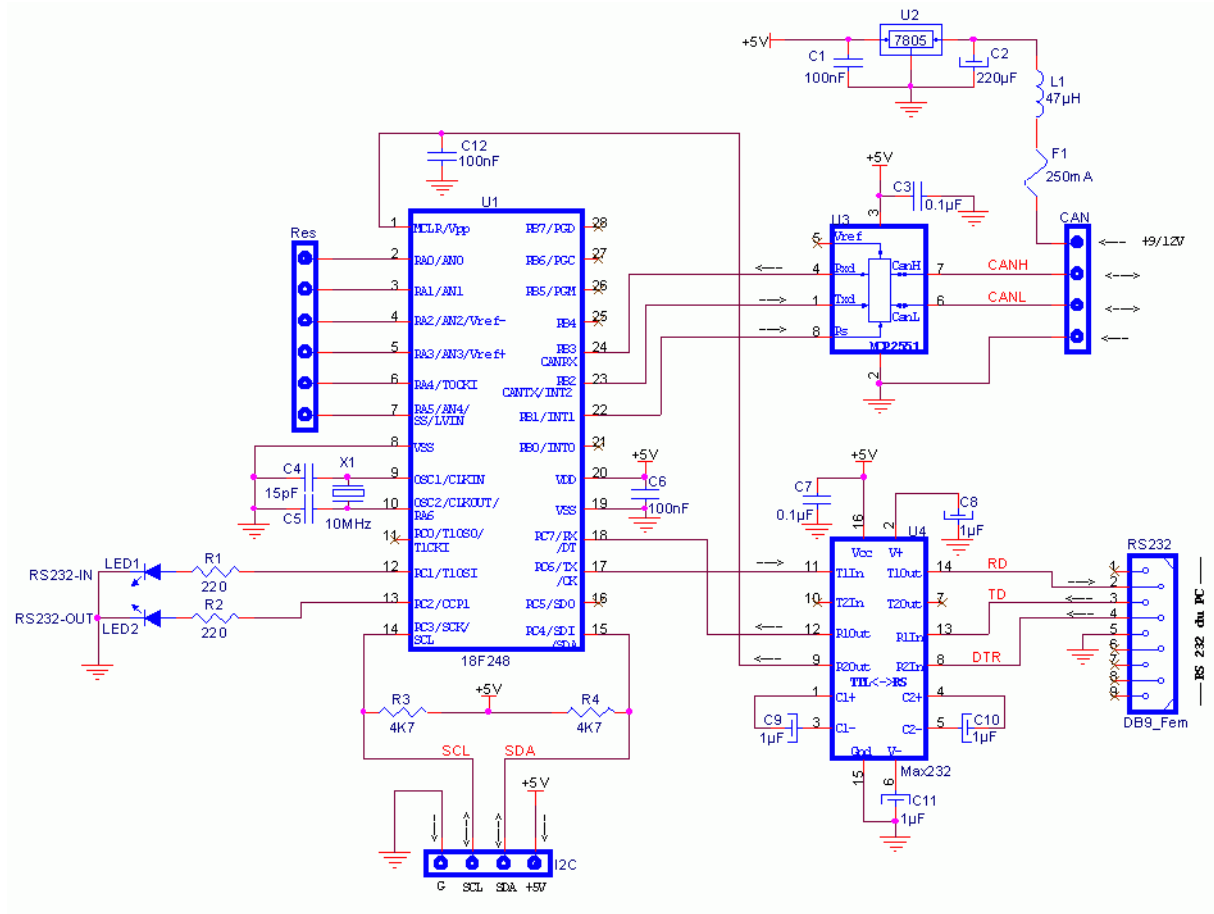 U2
+5V
7805
C1
100nF
C2
220µF
L1
47µH
F1
250mA
C12
100nF
+5V
C3
0.1µF
U1
U3
CAN
+9/12V
Res
1
MCLR/Vpp
RB7/PGD
28
2
RA0/AN0
RB6/PGC
27
3
RA1/AN1
RB5/PGM
26
4
RA2/AN2/Vref-
RB4
25
5
RA3/AN3/Vref+
RB3
CANRX
24
6
RA4/TOCKI
RB2
CANTX/INT2
23
7
RA5/AN4/
SS/LVIN
RB1/INT1
22
8
VSS
RB0/INT0
21
9
OSC1/CLKIN
VDD
20
10
OSC2/CLKOUT/
RA6
VSS
19
11
RC0/T1OSO/
T1CKI
RC7/RX
/DT
18
12
RC1/T1OSI
RC6/TX
/CK
17
13
RC2/CCP1
RC5/SDO
16
14
RC3/SCK/
SCL
RC4/SDI
/SDA
15
18F248
3
5
Vref
4
Rxd
CanH
7
CANH
1
Txd
CanL
6
CANL
8
Rs
MCP2551
2
C4
15pF
C5
X1
10MHz
+5V
C6
100nF
RS232-IN
LED1
R1
220
RS232-OUT
LED2
R2
220
+5V
C7
0.1µF
C8
1µF
16
2
U4
Vcc
V+
11
T1In
T1Out
14
RD
10
T2In
T2Out
7
TD
12
R1Out
R1In
13
9
R2Out
R2In
8
DTR
TTL<->RS
1
C1+
C2+
4
3
C1-
C2-
5
C9
1µF
C10
1µF
Gnd
V-
15
6
Max232
C11
1µF
RS232
1
2
3
4
5
6
7
8
9
DB9_Fem
RS 232 du PC
R3
4K7
+5V
R4
4K7
SCL
SDA
+5V
I2C
G
SCL
SDA
+5V